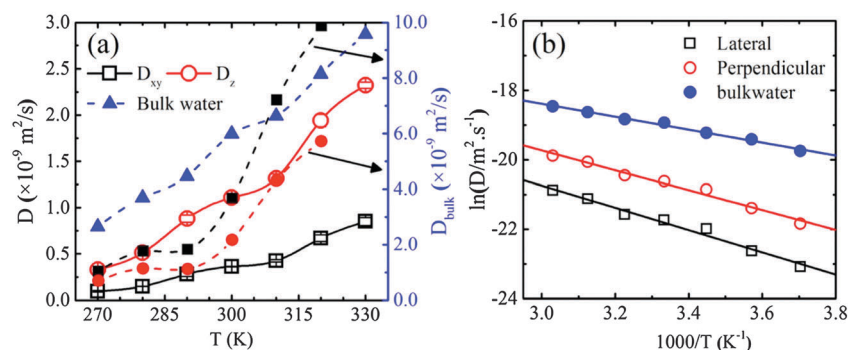 (a)
D_xy D_z
Bulk water
3.0
2.5
2.0
1.5
1.0
0.5
0.0
D (×10⁻⁹ m²/s)
270 285 300 315 330
T (K)
10.0
8.0
6.0
4.0
2.0
0.0
D_bulk (×10⁻⁹ m²/s)
(b)
Lateral
Perpendicular
bulkwater
-16
-18
-20
-22
-24
ln(D/m².s⁻¹)
3.0 3.2 3.4 3.6 3.8
1000/T (K⁻¹)